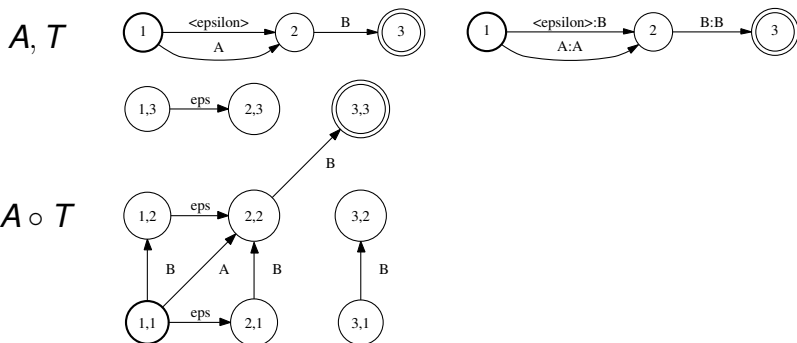 A, T
1 <epsilon> 2 B 3
A
1 <epsilon>:B 2 B:B 3
A:A
1,3 eps 2,3 3,3
B
A ∘ T
1,2 eps 2,2 3,2
B A B B
1,1 eps 2,1 3,1